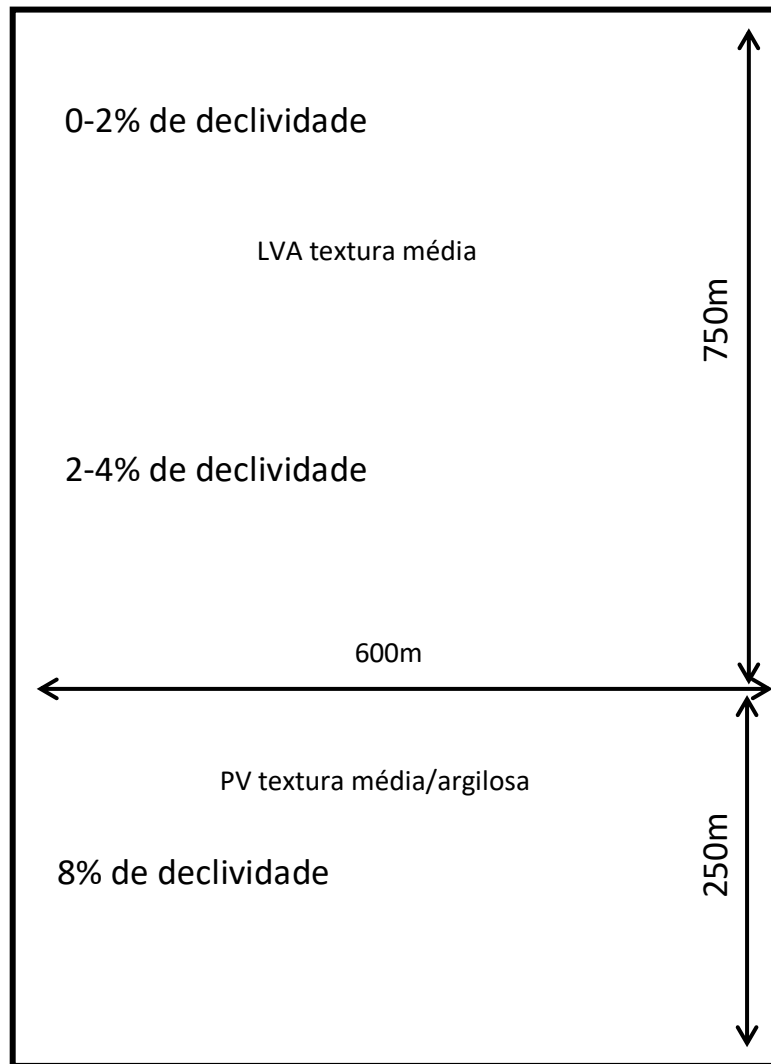 0-2% de declividade
LVA textura média
750m
2-4% de declividade
600m
PV textura média/argilosa
250m
8% de declividade